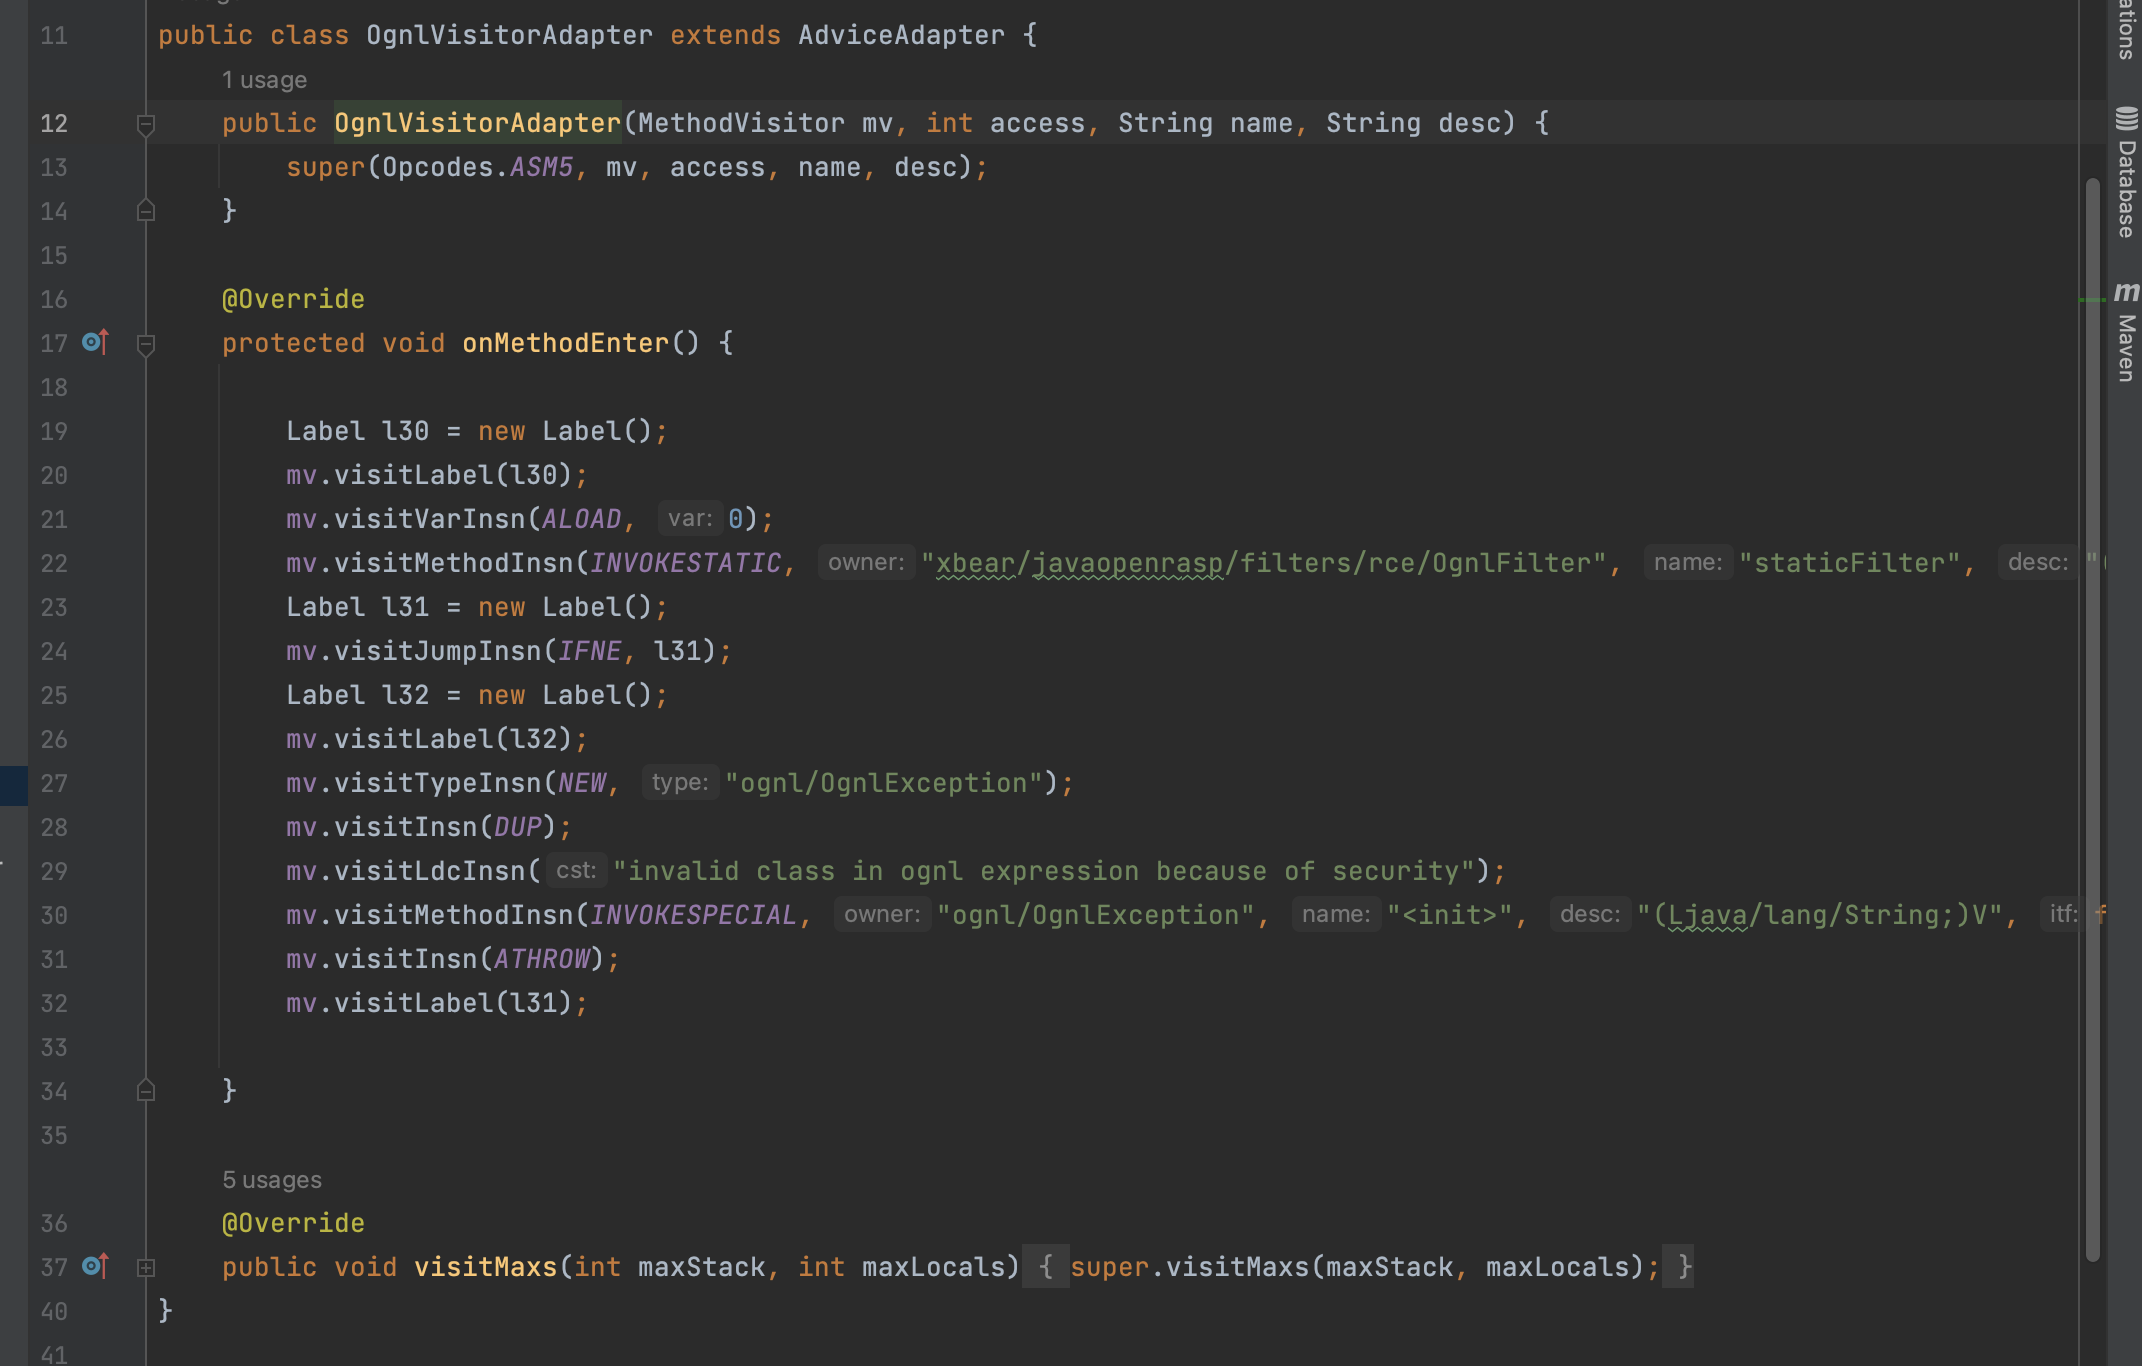 11 public class OgnlVisitorAdapter extends AdviceAdapter {
1 usage
12 public OgnlVisitorAdapter(MethodVisitor mv, int access, String name, String desc) {
13 super(Opcodes.ASM5, mv, access, name, desc);
14 }
15
16 @Override
17 protected void onMethodEnter() {
18
19 Label l30 = new Label();
20 mv.visitLabel(l30);
21 mv.visitVarInsn(ALOAD, var: 0);
22 mv.visitMethodInsn(INVOKESTATIC, owner: "xbear/javaopenrasp/filters/rce/OgnlFilter", name: "staticFilter", desc: "(
23 Label l31 = new Label();
24 mv.visitJumpInsn(IFNE, l31);
25 Label l32 = new Label();
26 mv.visitLabel(l32);
27 mv.visitTypeInsn(NEW, type: "ognl/OgnlException");
28 mv.visitInsn(DUP);
29 mv.visitLdcInsn( cst: "invalid class in ognl expression because of security");
30 mv.visitMethodInsn(INVOKESPECIAL, owner: "ognl/OgnlException", name: "<init>", desc: "(Ljava/lang/String;)V", itf: f
31 mv.visitInsn(ATHROW);
32 mv.visitLabel(l31);
33
34 }
35
5 usages
36 @Override
37 public void visitMaxs(int maxStack, int maxLocals) { super.visitMaxs(maxStack, maxLocals); }
40 }
41
ations
Database
m Maven